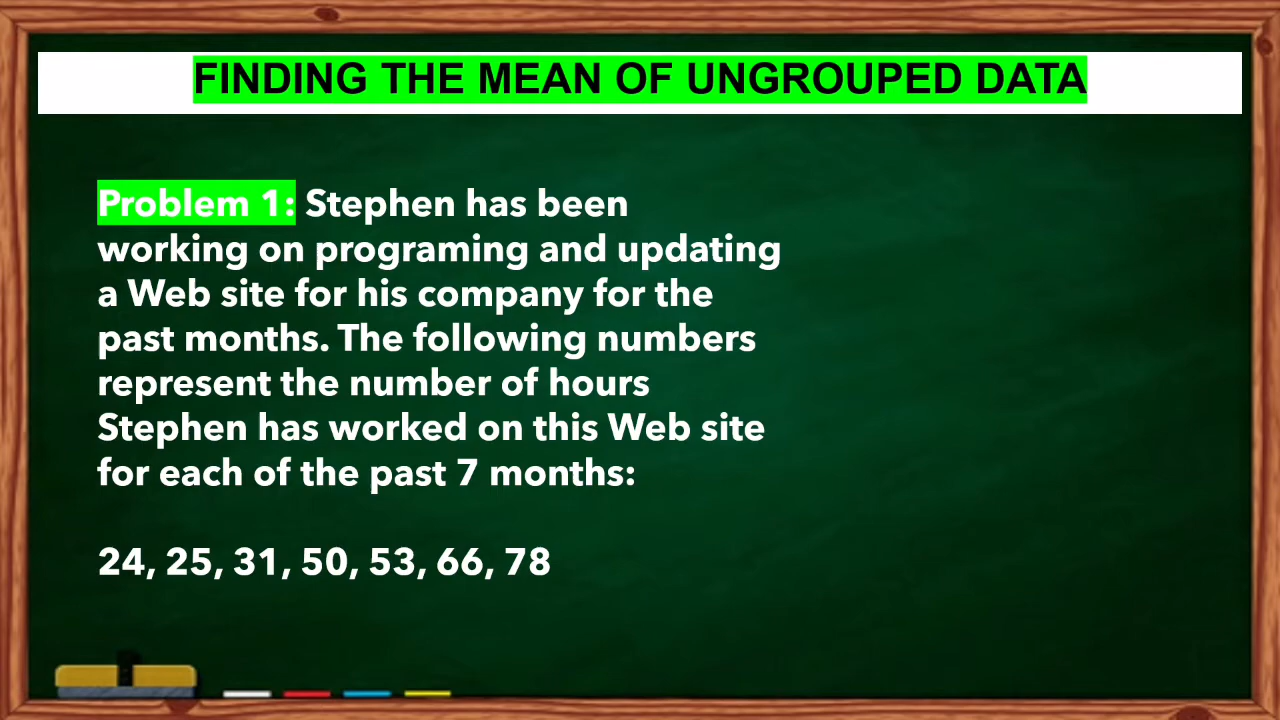 FINDING THE MEAN OF UNGROUPED DATA
Problem 1: Stephen has been
working on programing and updating
a Web site for his company for the
past months. The following numbers
represent the number of hours
Stephen has worked on this Web site
for each of the past 7 months:
24, 25, 31, 50, 53, 66, 78